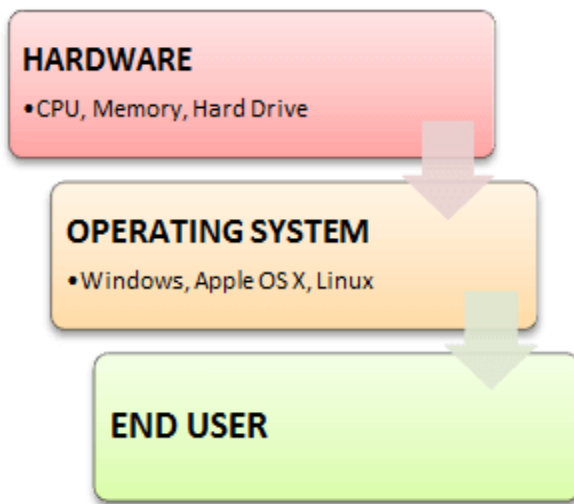 HARDWARE
•CPU, Memory, Hard Drive
OPERATING SYSTEM
•Windows, Apple OS X, Linux
END USER